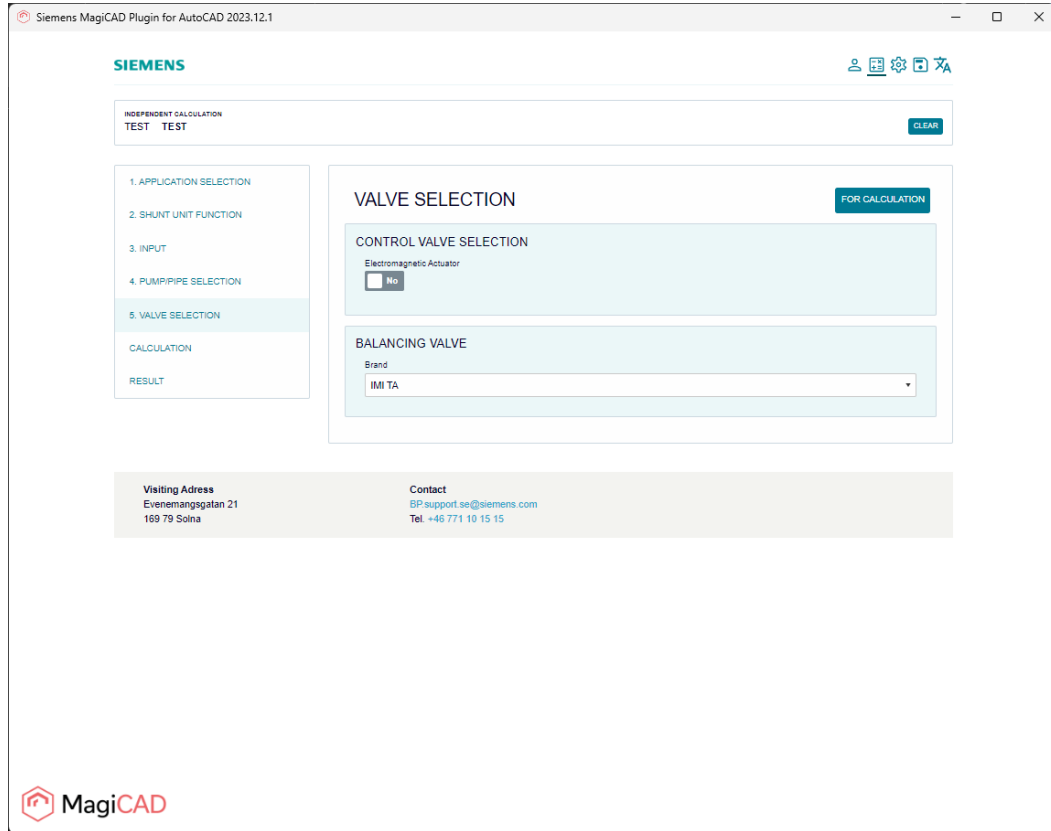 Siemens MagiCAD Plugin for AutoCAD 2023.12.1
SIEMENS
INDEPENDENT CALCULATION
TEST TEST
CLEAR
1. APPLICATION SELECTION
2. SHUNT UNIT FUNCTION
3. INPUT
4. PUMP/PIPE SELECTION
5. VALVE SELECTION
CALCULATION
RESULT
VALVE SELECTION
FOR CALCULATION
CONTROL VALVE SELECTION
Electromagnetic Actuator
No
BALANCING VALVE
Brand
IMI TA
Visiting Adress
Evenemangsgatan 21
169 79 Solna
Contact
BP.support.se@siemens.com
Tel. +46 771 10 15 15
MagiCAD